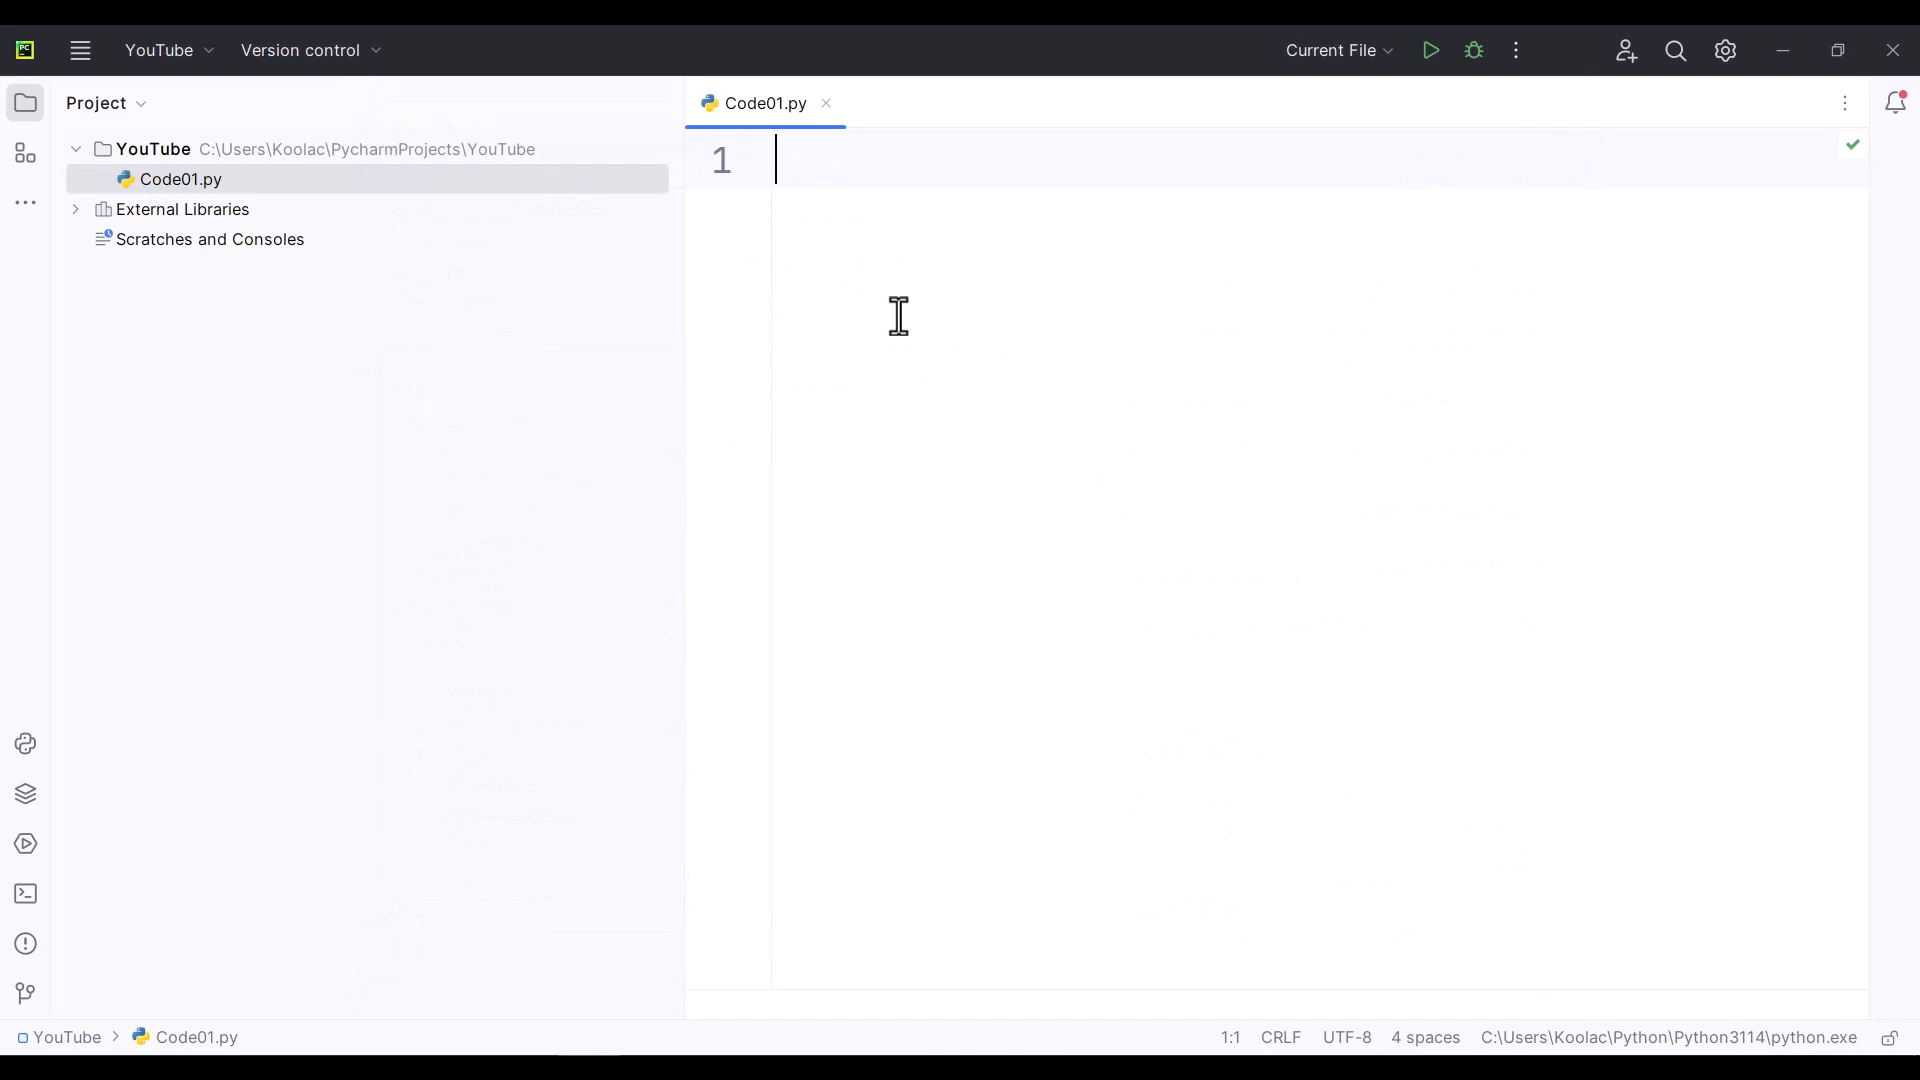 PC
YouTube
Version control
Current File
Project
Code01.py
YouTube C:\Users\Koolac\PycharmProjects\YouTube
1
Code01.py
External Libraries
Scratches and Consoles
YouTube > Code01.py
1:1 CRLF UTF-8 4 spaces C:\Users\Koolac\Python\Python3114\python.exe